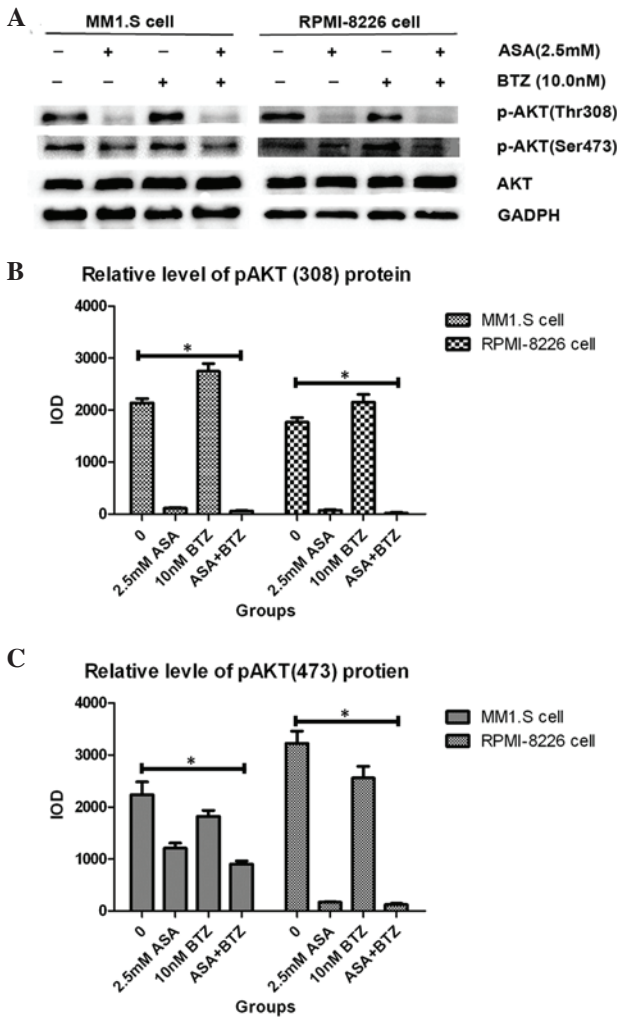 A
MM1.S cell RPMI-8226 cell
– + – + – + – + ASA(2.5mM)
– – + + – – + + BTZ (10.0nM)
p-AKT(Thr308)
p-AKT(Ser473)
AKT
GADPH
B
Relative level of pAKT (308) protein
4000
3000
2000
1000
0
IOD
* *
MM1.S cell
RPMI-8226 cell
0 2.5mM ASA 10nM BTZ ASA+BTZ 0 2.5mM ASA 10nM BTZ ASA+BTZ
Groups
C
Relative levle of pAKT(473) protien
4000
3000
2000
1000
0
IOD
* *
MM1.S cell
RPMI-8226 cell
0 2.5mM ASA 10nM BTZ ASA+BTZ 0 2.5mM ASA 10nM BTZ ASA+BTZ
Groups